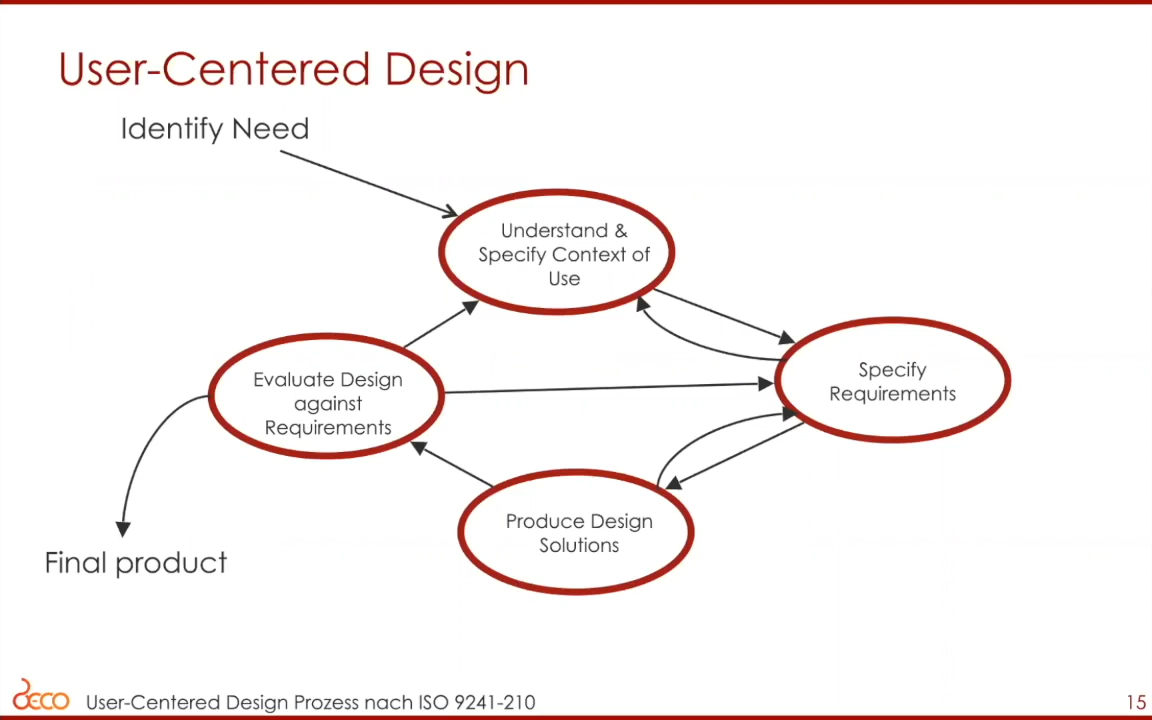 User-Centered Design
Identify Need
Understand &
Specify Context of
Use
Specify
Requirements
Evaluate Design
against
Requirements
Produce Design
Solutions
Final product
DECO
User-Centered Design Prozess nach ISO 9241-210
15